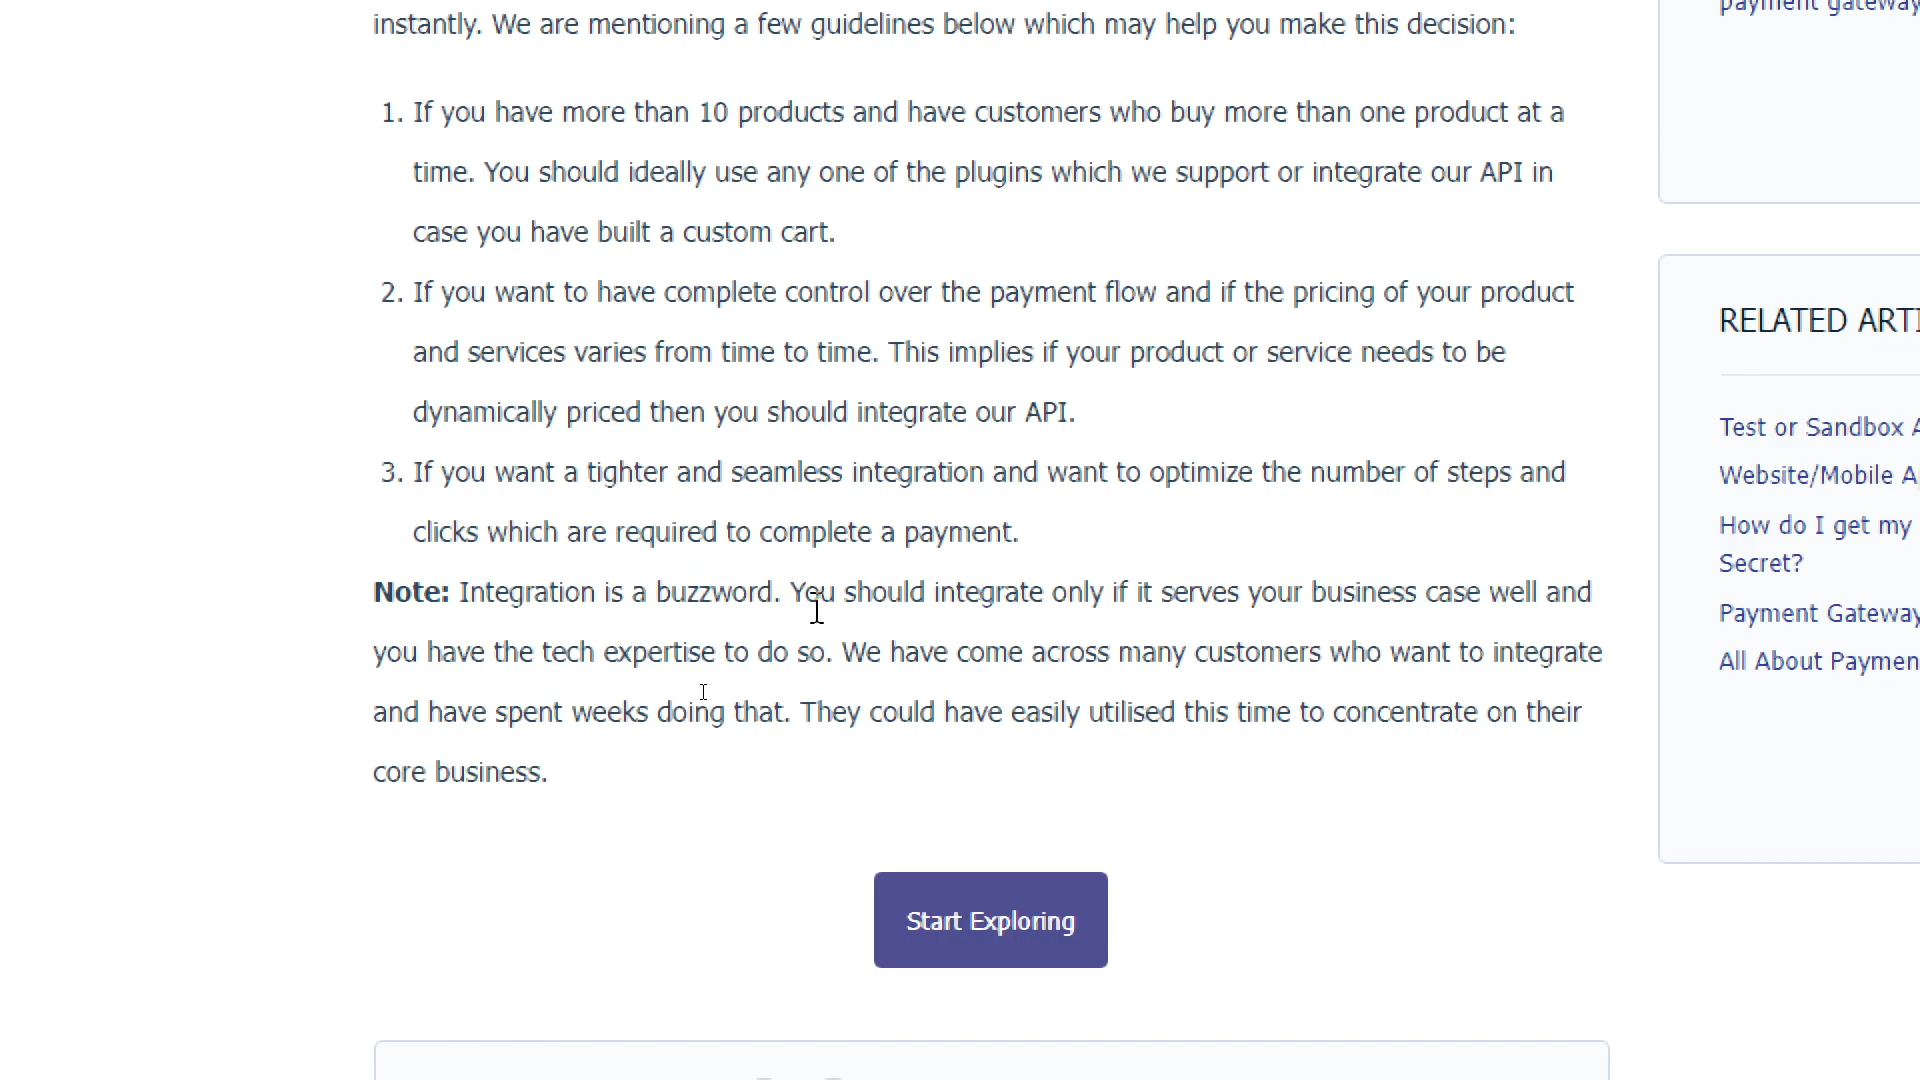 instantly. We are mentioning a few guidelines below which may help you make this decision:
1. If you have more than 10 products and have customers who buy more than one product at a
time. You should ideally use any one of the plugins which we support or integrate our API in
case you have built a custom cart.
2. If you want to have complete control over the payment flow and if the pricing of your product
and services varies from time to time. This implies if your product or service needs to be
dynamically priced then you should integrate our API.
3. If you want a tighter and seamless integration and want to optimize the number of steps and
clicks which are required to complete a payment.
Note: Integration is a buzzword. You should integrate only if it serves your business case well and
you have the tech expertise to do so. We have come across many customers who want to integrate
and have spent weeks doing that. They could have easily utilised this time to concentrate on their
core business.
Start Exploring
payment gateway
RELATED ARTI
Test or Sandbox A
Website/Mobile A
How do I get my
Secret?
Payment Gateway
All About Paymen